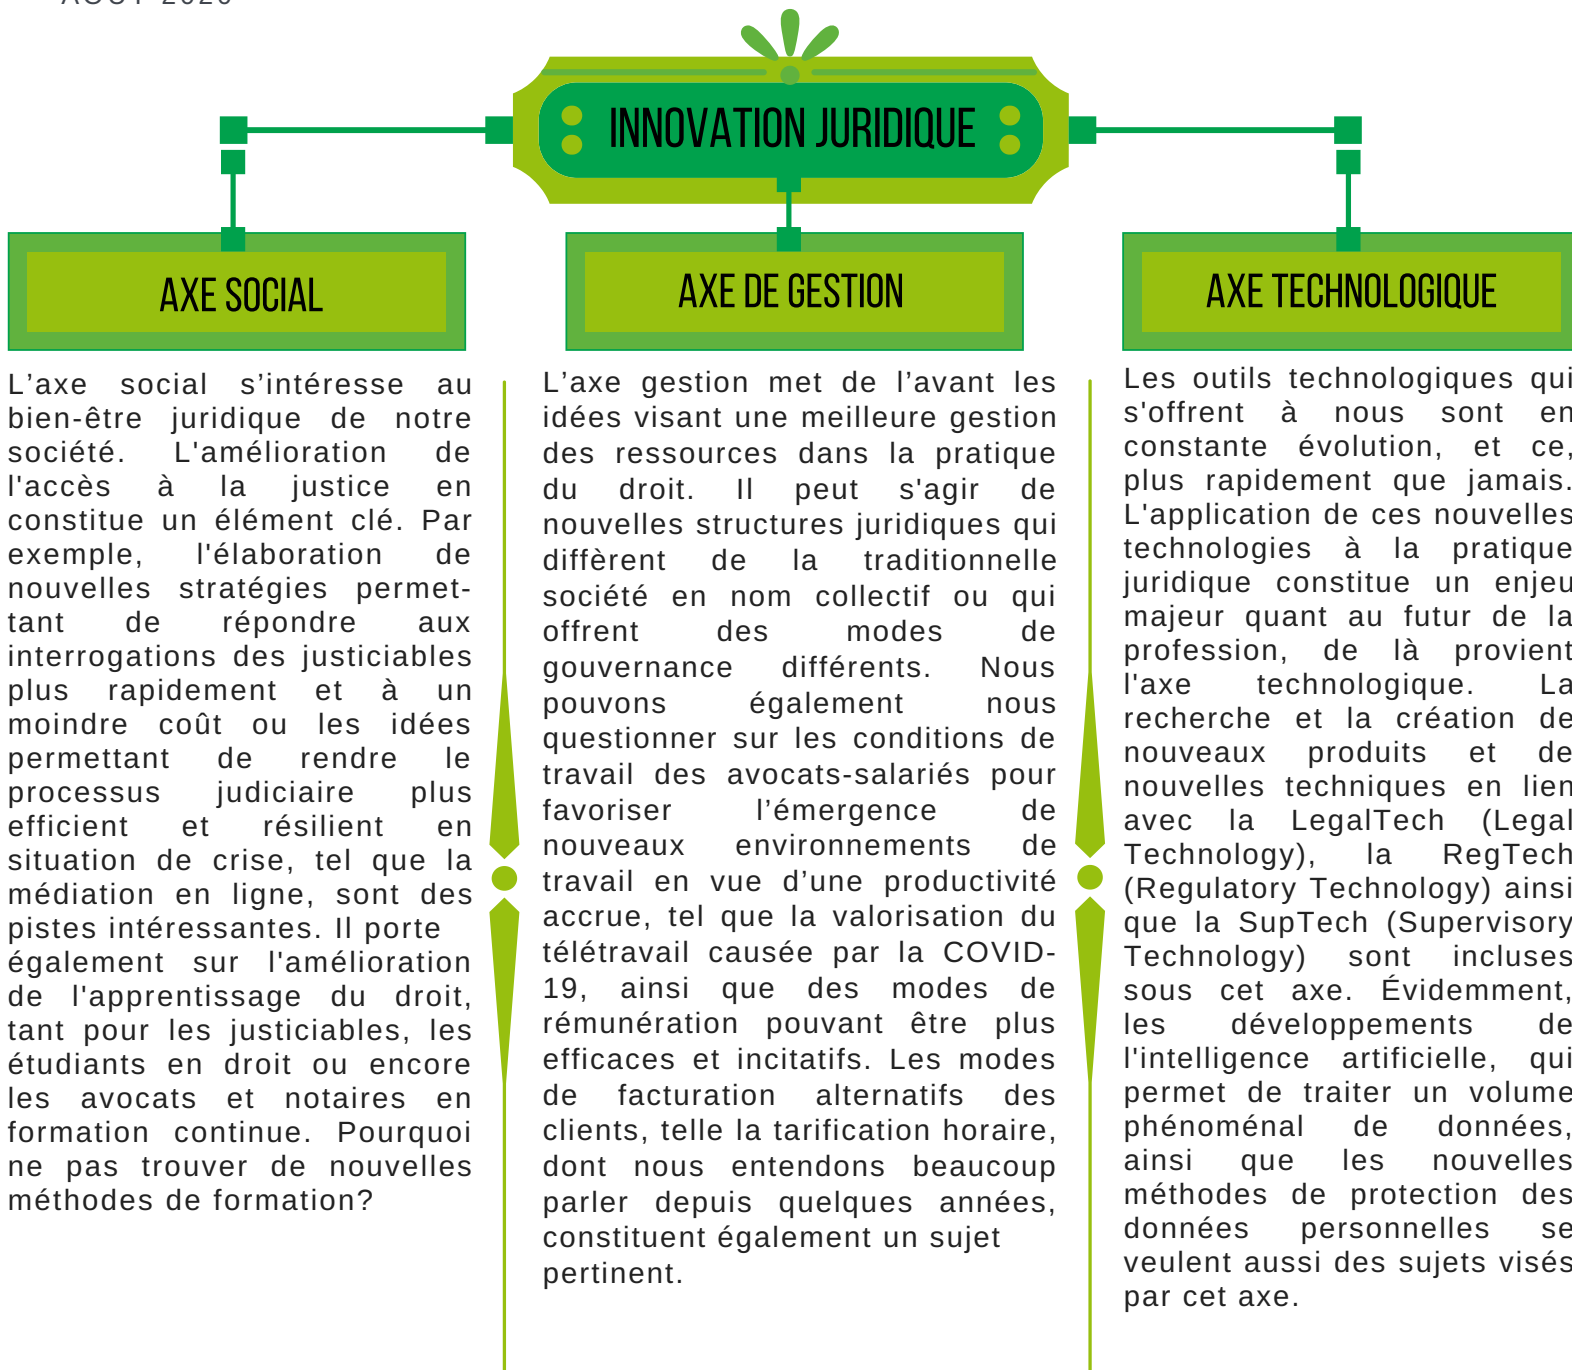 AOÛT 2020
INNOVATION JURIDIQUE
AXE SOCIAL
L'axe social s’intéresse au
bien-être juridique de notre
société. L'amélioration de
l'accès à la justice en
constitue un élément clé. Par
exemple, l'élaboration de
nouvelles stratégies permet-
tant de répondre aux
interrogations des justiciables
plus rapidement et à un
moindre coût ou les idées
permettant de rendre le
processus judiciaire plus
efficient et résilient en
situation de crise, tel que la
médiation en ligne, sont des
pistes intéressantes. Il porte
également sur l'amélioration
de l'apprentissage du droit,
tant pour les justiciables, les
étudiants en droit ou encore
les avocats et notaires en
formation continue. Pourquoi
ne pas trouver de nouvelles
méthodes de formation?
AXE DE GESTION
L’axe gestion met de l’avant les
idées visant une meilleure gestion
des ressources dans la pratique
du droit. Il peut s'agir de
nouvelles structures juridiques qui
diffèrent de la traditionnelle
société en nom collectif ou qui
offrent des modes de
gouvernance différents. Nous
pouvons également nous
questionner sur les conditions de
travail des avocats-salariés pour
favoriser l’émergence de
nouveaux environnements de
travail en vue d’une productivité
accrue, tel que la valorisation du
télétravail causée par la COVID-
19, ainsi que des modes de
rémunération pouvant être plus
efficaces et incitatifs. Les modes
de facturation alternatifs des
clients, telle la tarification horaire,
dont nous entendons beaucoup
parler depuis quelques années,
constituent également un sujet
pertinent.
AXE TECHNOLOGIQUE
Les outils technologiques qui
s'offrent à nous sont en
constante évolution, et ce,
plus rapidement que jamais.
L'application de ces nouvelles
technologies à la pratique
juridique constitue un enjeu
majeur quant au futur de la
profession, de là provient
l'axe technologique. La
recherche et la création de
nouveaux produits et de
nouvelles techniques en lien
avec la LegalTech (Legal
Technology), la RegTech
(Regulatory Technology) ainsi
que la SupTech (Supervisory
Technology) sont incluses
sous cet axe. Évidemment,
les développements de
l'intelligence artificielle, qui
permet de traiter un volume
phénoménal de données,
ainsi que les nouvelles
méthodes de protection des
données personnelles se
veulent aussi des sujets visés
par cet axe.